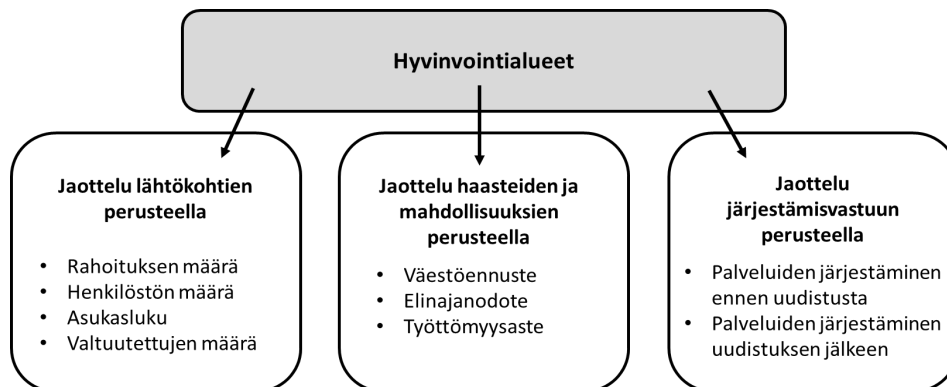 Hyvinvointialueet
Jaottelu lähtökohtien
perusteella
• Rahoituksen määrä
• Henkilöstön määrä
• Asukasluku
• Valtuutettujen määrä
Jaottelu haasteiden ja
mahdollisuuksien
perusteella
• Väestöennuste
• Elinajanodote
• Työttömyysaste
Jaottelu
järjestämisvastuun
perusteella
• Palveluiden järjestäminen
ennen uudistusta
• Palveluiden järjestäminen
uudistuksen jälkeen